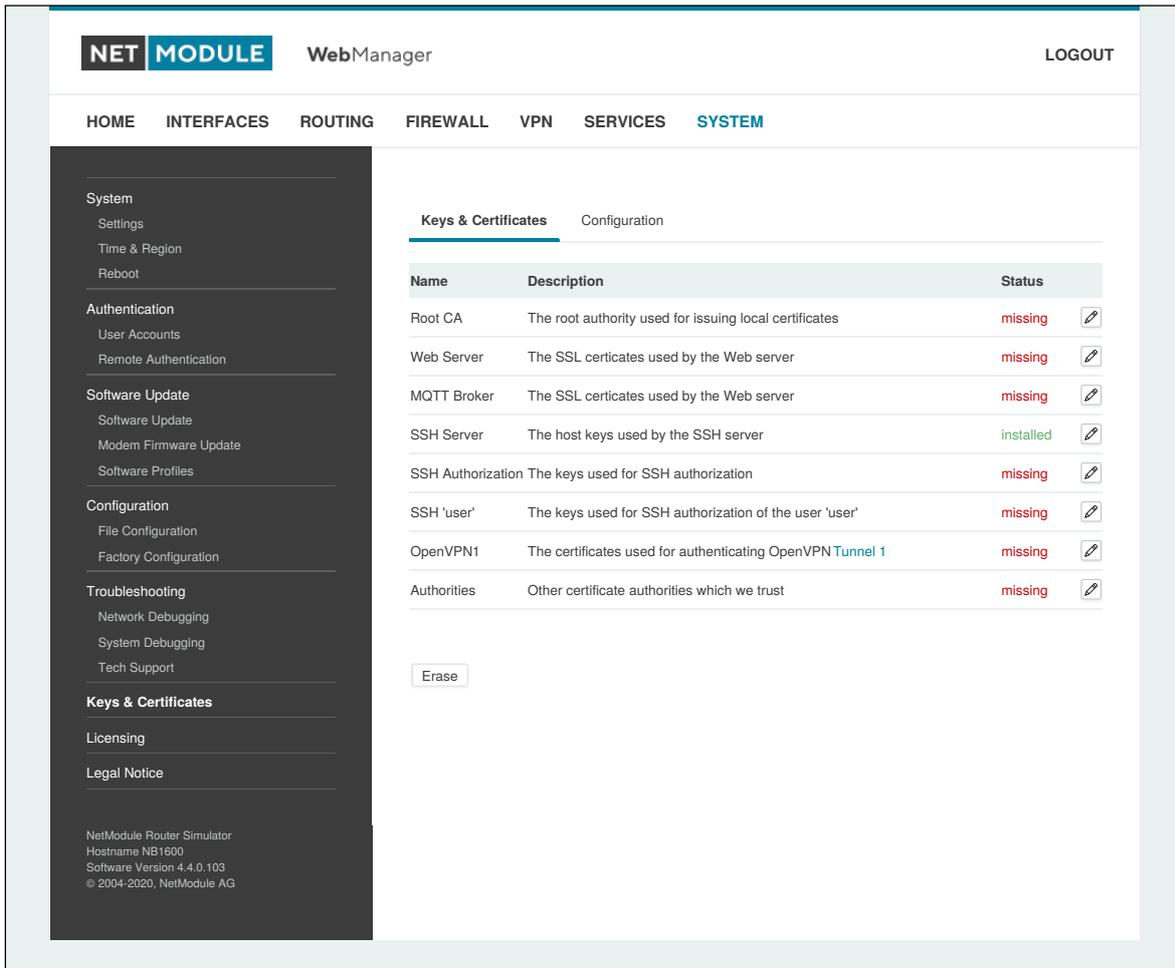 NET MODULE WebManager LOGOUT
HOME INTERFACES ROUTING FIREWALL VPN SERVICES SYSTEM
System
Settings
Time & Region
Reboot
Authentication
User Accounts
Remote Authentication
Software Update
Software Update
Modem Firmware Update
Software Profiles
Configuration
File Configuration
Factory Configuration
Troubleshooting
Network Debugging
System Debugging
Tech Support
Keys & Certificates
Licensing
Legal Notice
NetModule Router Simulator
Hostname NB1600
Software Version 4.4.0.103
© 2004-2020, NetModule AG
Keys & Certificates Configuration
Name Description Status
Root CA The root authority used for issuing local certificates missing
Web Server The SSL certicates used by the Web server missing
MQTT Broker The SSL certicates used by the Web server missing
SSH Server The host keys used by the SSH server installed
SSH Authorization The keys used for SSH authorization missing
SSH 'user' The keys used for SSH authorization of the user 'user' missing
OpenVPN1 The certificates used for authenticating OpenVPN Tunnel 1 missing
Authorities Other certificate authorities which we trust missing
Erase